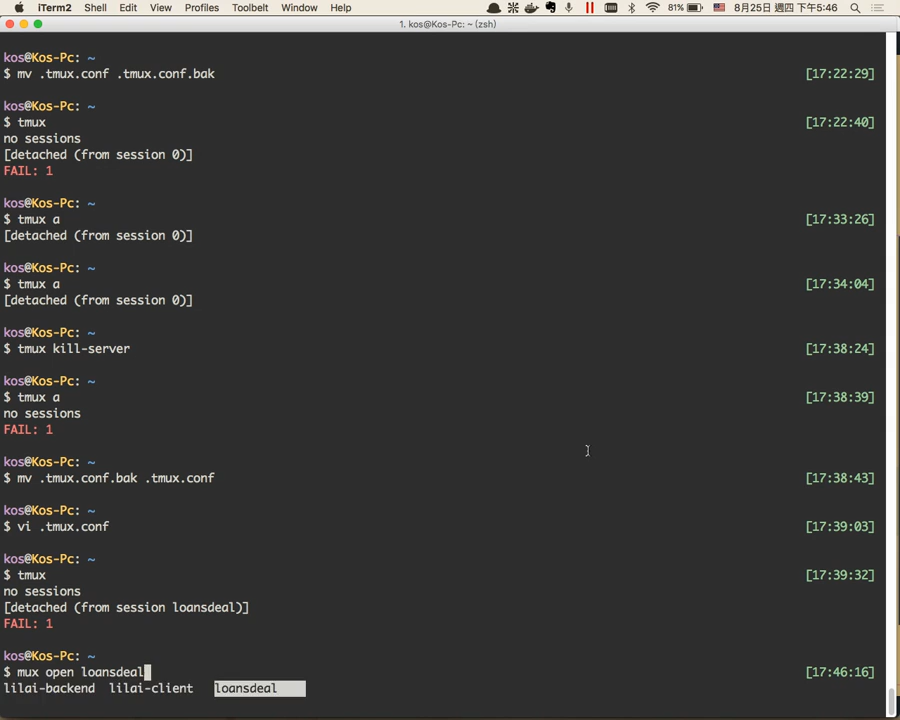 iTerm2 Shell Edit View Profiles Toolbelt Window Help 81% 8月25日 週四 下午5:46
1. kos@Kos-Pc: ~ (zsh)
kos@Kos-Pc: ~
$ mv .tmux.conf .tmux.conf.bak [17:22:29]
kos@Kos-Pc: ~
$ tmux [17:22:40]
no sessions
[detached (from session 0)]
FAIL: 1
kos@Kos-Pc: ~
$ tmux a [17:33:26]
[detached (from session 0)]
kos@Kos-Pc: ~
$ tmux a [17:34:04]
[detached (from session 0)]
kos@Kos-Pc: ~
$ tmux kill-server [17:38:24]
kos@Kos-Pc: ~
$ tmux a [17:38:39]
no sessions
FAIL: 1
kos@Kos-Pc: ~
$ mv .tmux.conf.bak .tmux.conf [17:38:43]
kos@Kos-Pc: ~
$ vi .tmux.conf [17:39:03]
kos@Kos-Pc: ~
$ tmux [17:39:32]
no sessions
[detached (from session loansdeal)]
FAIL: 1
kos@Kos-Pc: ~
$ mux open loansdeal [17:46:16]
lilai-backend lilai-client loansdeal